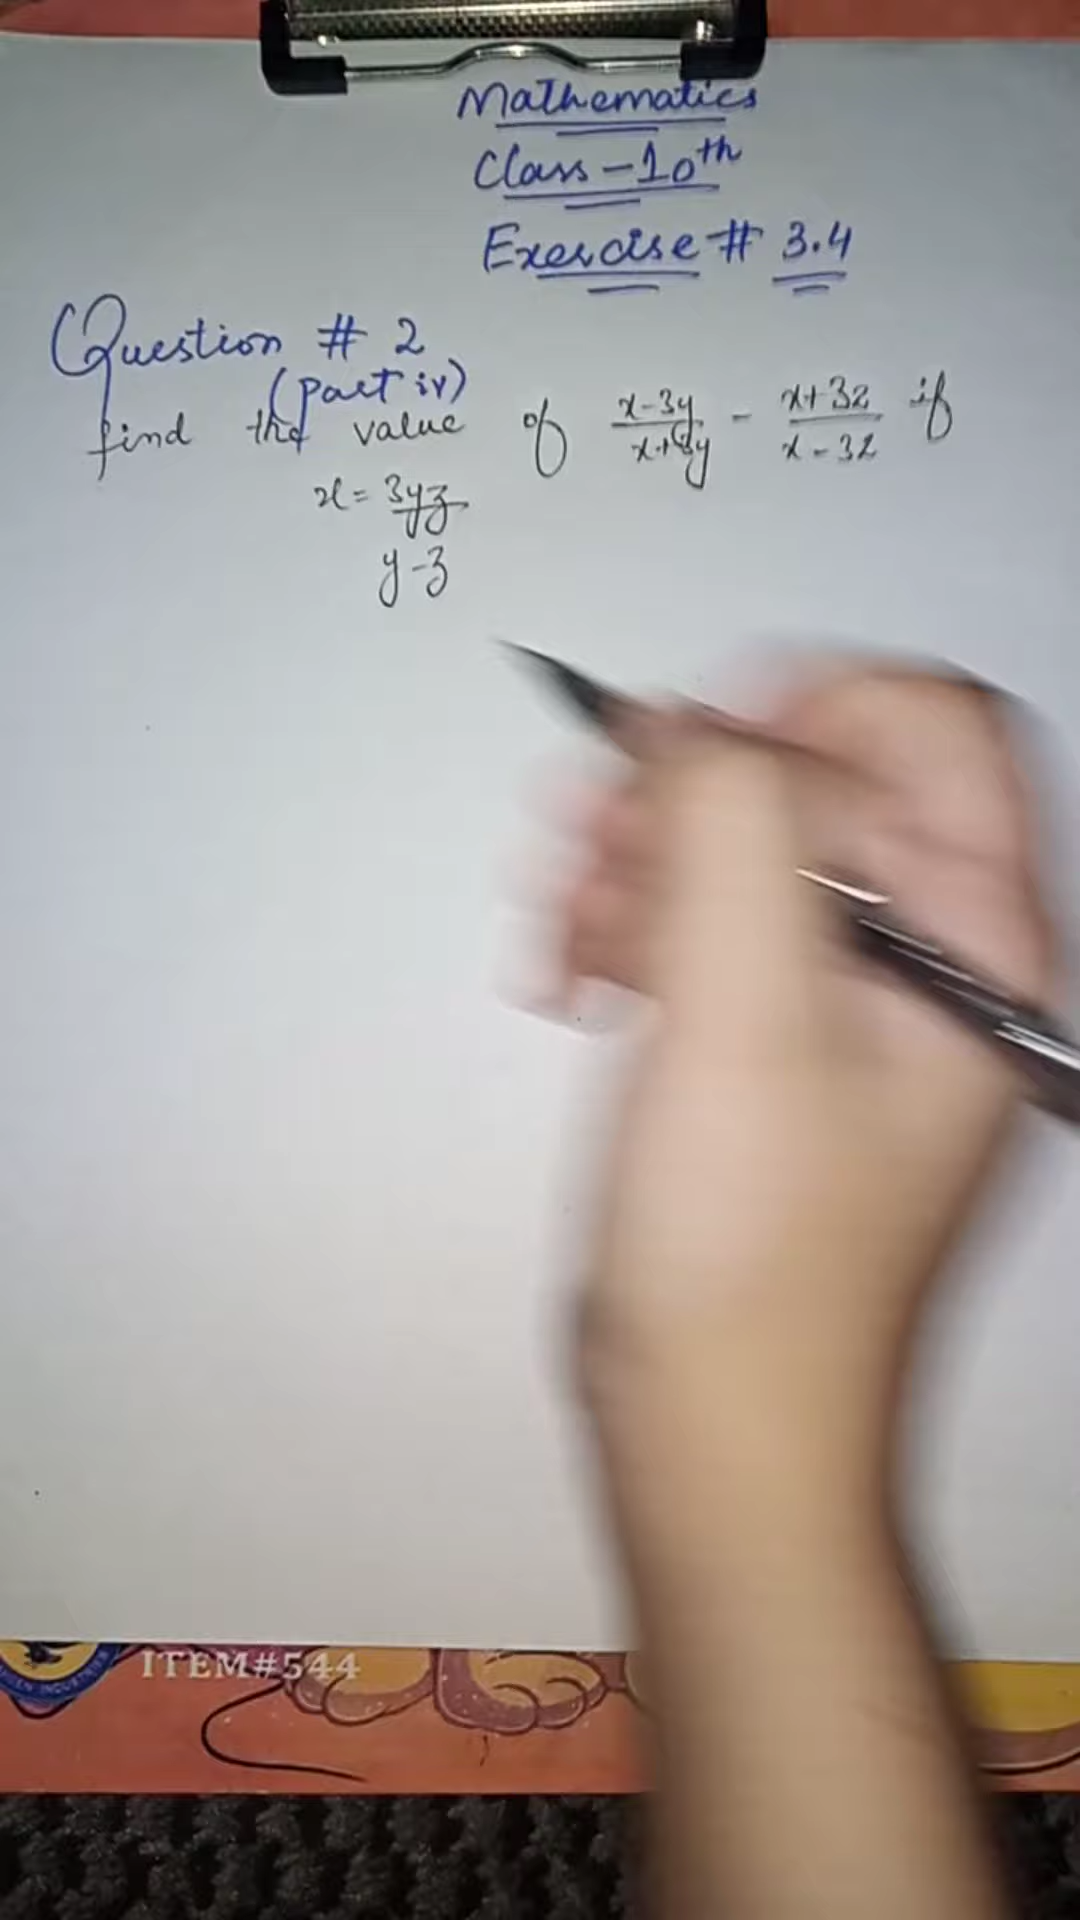 Mathematics
Class-10th
Exercise # 3.4
Question # 2
(part iv)
find the value of x-3y/x+3y - x+3z/x-3z if
x = 3yz/y-z
ITEM#544